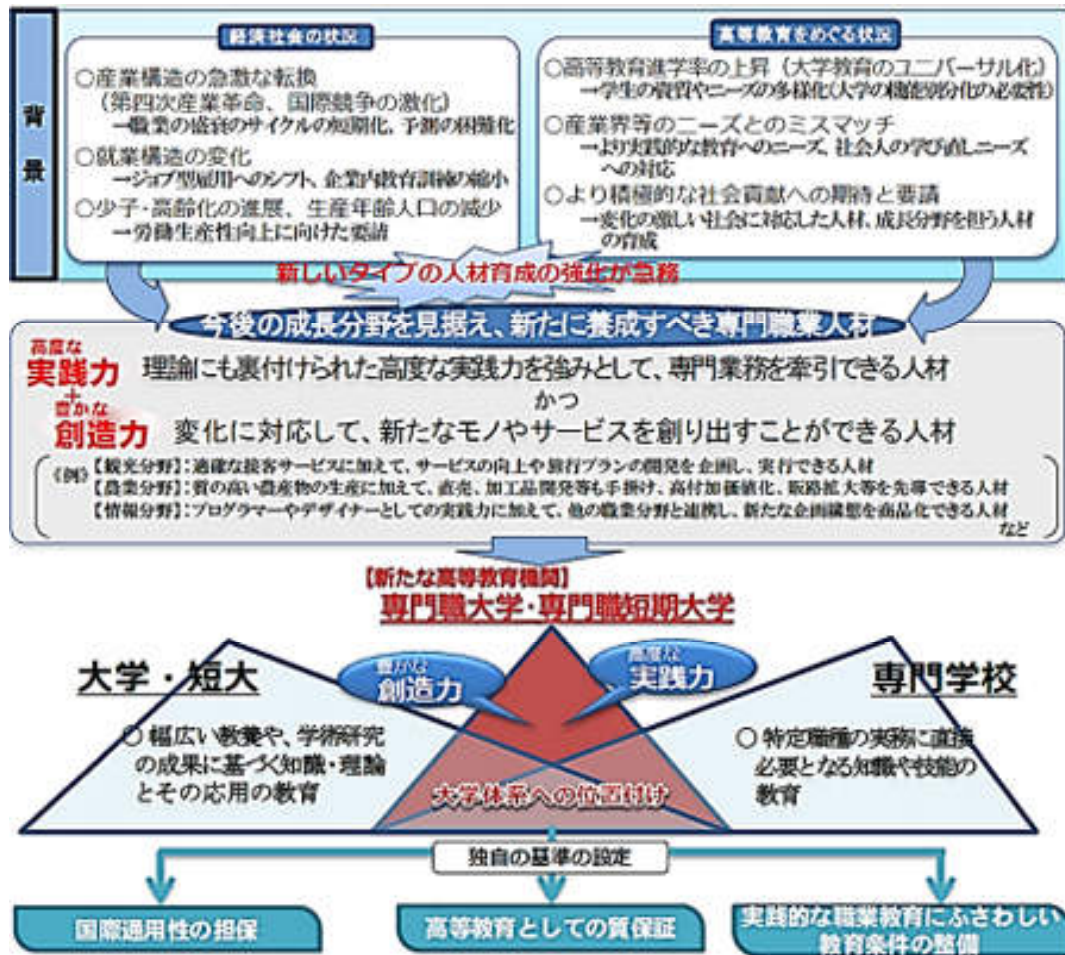 背景
経済社会の状況
○産業構造の急激な転換
（第四次産業革命、国際競争の激化）
→職業の盛衰のサイクルの短期化、予測の困難化
○就業構造の変化
→ジョブ型雇用へのシフト、企業内教育訓練の縮小
○少子・高齢化の進展、生産年齢人口の減少
→労働生産性向上に向けた要請
高等教育をめぐる状況
○高等教育進学率の上昇（大学教育のユニバーサル化）
→学生の資質やニーズの多様化（大学の機能別分化の必要性）
○産業界等のニーズとのミスマッチ
→より実践的な教育へのニーズ、社会人の学び直しニーズ
への対応
○より積極的な社会貢献への期待と要請
→変化の激しい社会に対応した人材、成長分野を担う人材
の育成
新しいタイプの人材育成の強化が急務
今後の成長分野を見据え、新たに養成すべき専門職業人材
高度な
実践力
理論にも裏付けられた高度な実践力を強みとして、専門業務を牽引できる人材
+
かつ
豊かな
創造力
変化に対応して、新たなモノやサービスを創り出すことができる人材
《例》
【観光分野】：適確な接客サービスに加えて、サービスの向上や旅行プランの開発を企画し、実行できる人材
【農業分野】：質の高い農産物の生産に加えて、直売、加工品開発等も手掛け、高付加価値化、販路拡大等を先導できる人材
【情報分野】：プログラマーやデザイナーとしての実践力に加えて、他の職業分野と連携し、新たな企画構想を商品化できる人材
など
【新たな高等教育機関】
専門職大学・専門職短期大学
大学・短大
豊かな
創造力
高度な
実践力
専門学校
○ 幅広い教養や、学術研究
の成果に基づく知識・理論
とその応用の教育
○ 特定職種の実務に直接
必要となる知識や技能の
教育
大学体系への位置付け
独自の基準の設定
国際通用性の担保
高等教育としての質保証
実践的な職業教育にふさわしい
教育条件の整備